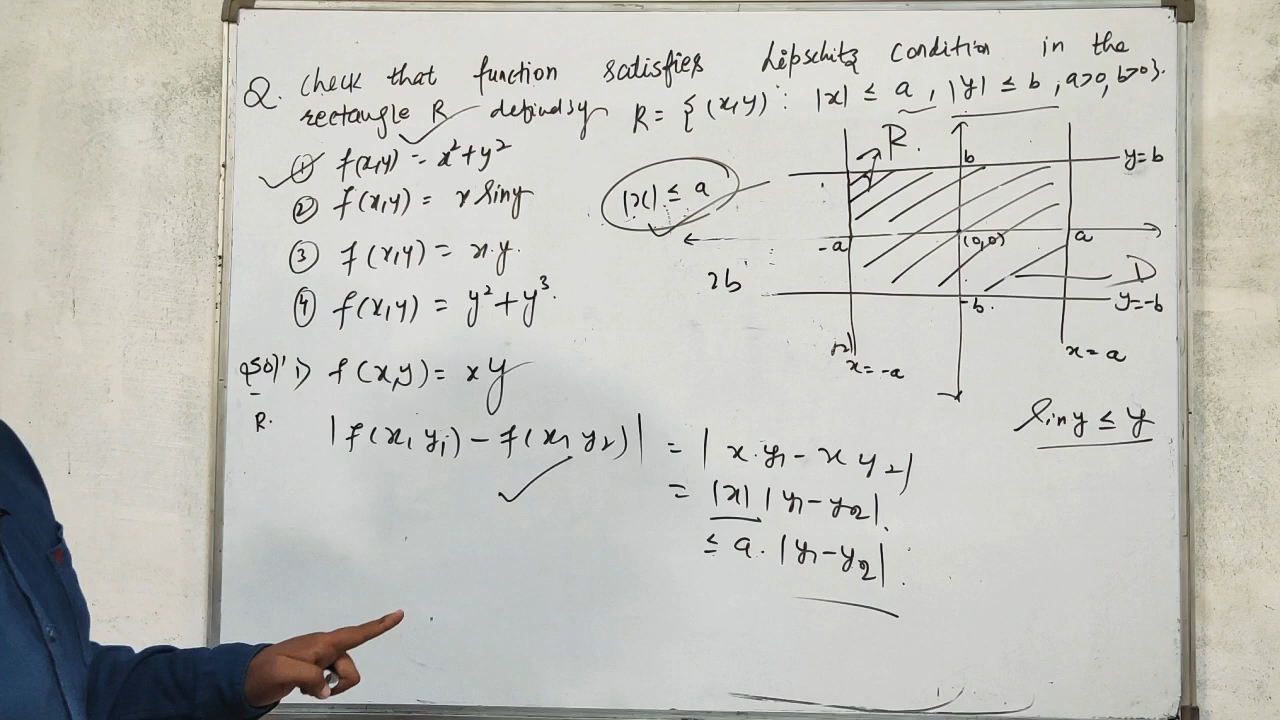 Q. Check that function satisfies Lipschitz condition in the
rectangle R defined by R = {(x,y) : |x| ≤ a , |y| ≤ b , a>0, b>0}.
① f(x,y) = x²+y²
② f(x,y) = x siny
③ f(x,y) = x.y.
④ f(x,y) = y²+y³.
|x| ≤ a
2b
R.
b
y=b
-a
(0,0)
a
D
-b.
y=-b
x=-a
x=a
siny ≤ y
Sol' 1) f(x,y) = xy
R.
|f(x, y₁) - f(x, y₂)| = |x.y₁ - x y₂|
= |x| |y₁-y₂|.
≤ a. |y₁-y₂|.